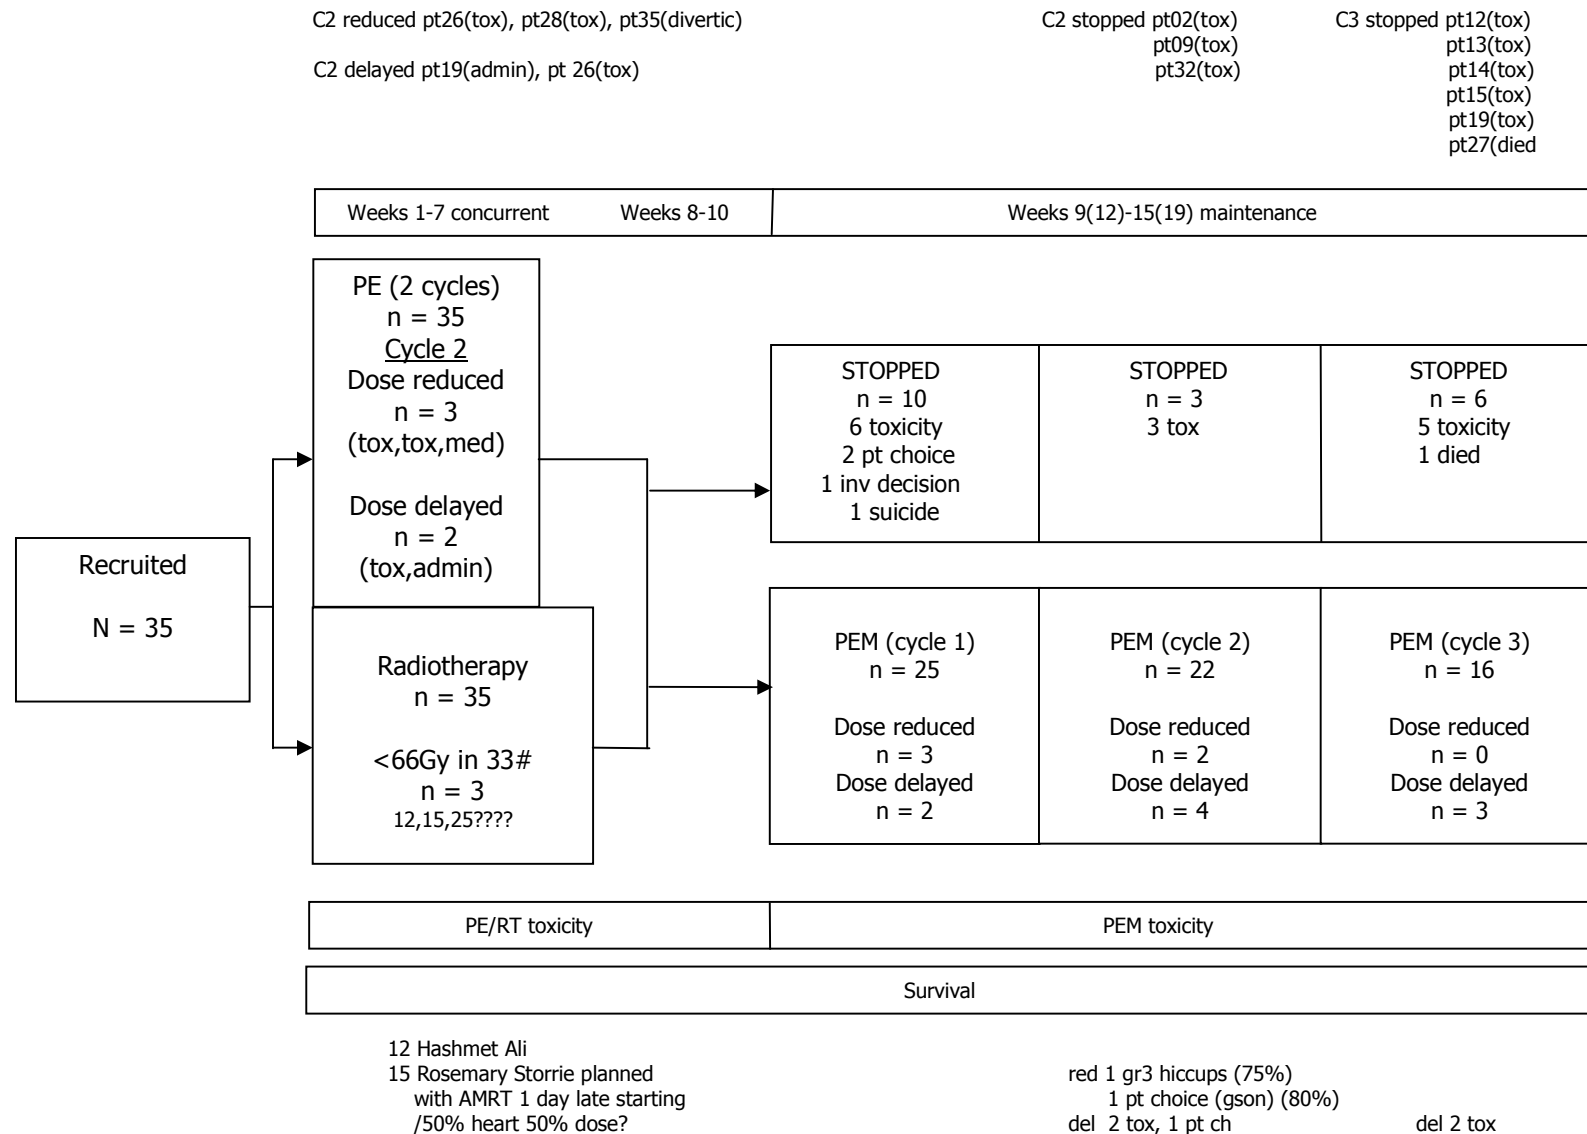 C2 reduced pt26(tox), pt28(tox), pt35(divertic)
C2 delayed pt19(admin), pt 26(tox)
C2 stopped pt02(tox)
pt09(tox)
pt32(tox)
C3 stopped pt12(tox)
pt13(tox)
pt14(tox)
pt15(tox)
pt19(tox)
pt27(died
Weeks 1-7 concurrent
Weeks 8-10
Weeks 9(12)-15(19) maintenance
Recruited
N = 35
PE (2 cycles)
n = 35
Cycle 2
Dose reduced
n = 3
(tox,tox,med)
Dose delayed
n = 2
(tox,admin)
Radiotherapy
n = 35
<66Gy in 33#
n = 3
12,15,25????
STOPPED
n = 10
6 toxicity
2 pt choice
1 inv decision
1 suicide
STOPPED
n = 3
3 tox
STOPPED
n = 6
5 toxicity
1 died
PEM (cycle 1)
n = 25
Dose reduced
n = 3
Dose delayed
n = 2
PEM (cycle 2)
n = 22
Dose reduced
n = 2
Dose delayed
n = 4
PEM (cycle 3)
n = 16
Dose reduced
n = 0
Dose delayed
n = 3
PE/RT toxicity
PEM toxicity
Survival
12 Hashmet Ali
15 Rosemary Storrie planned
with AMRT 1 day late starting
/50% heart 50% dose?
red 1 gr3 hiccups (75%)
1 pt choice (gson) (80%)
del 2 tox, 1 pt ch
del 2 tox